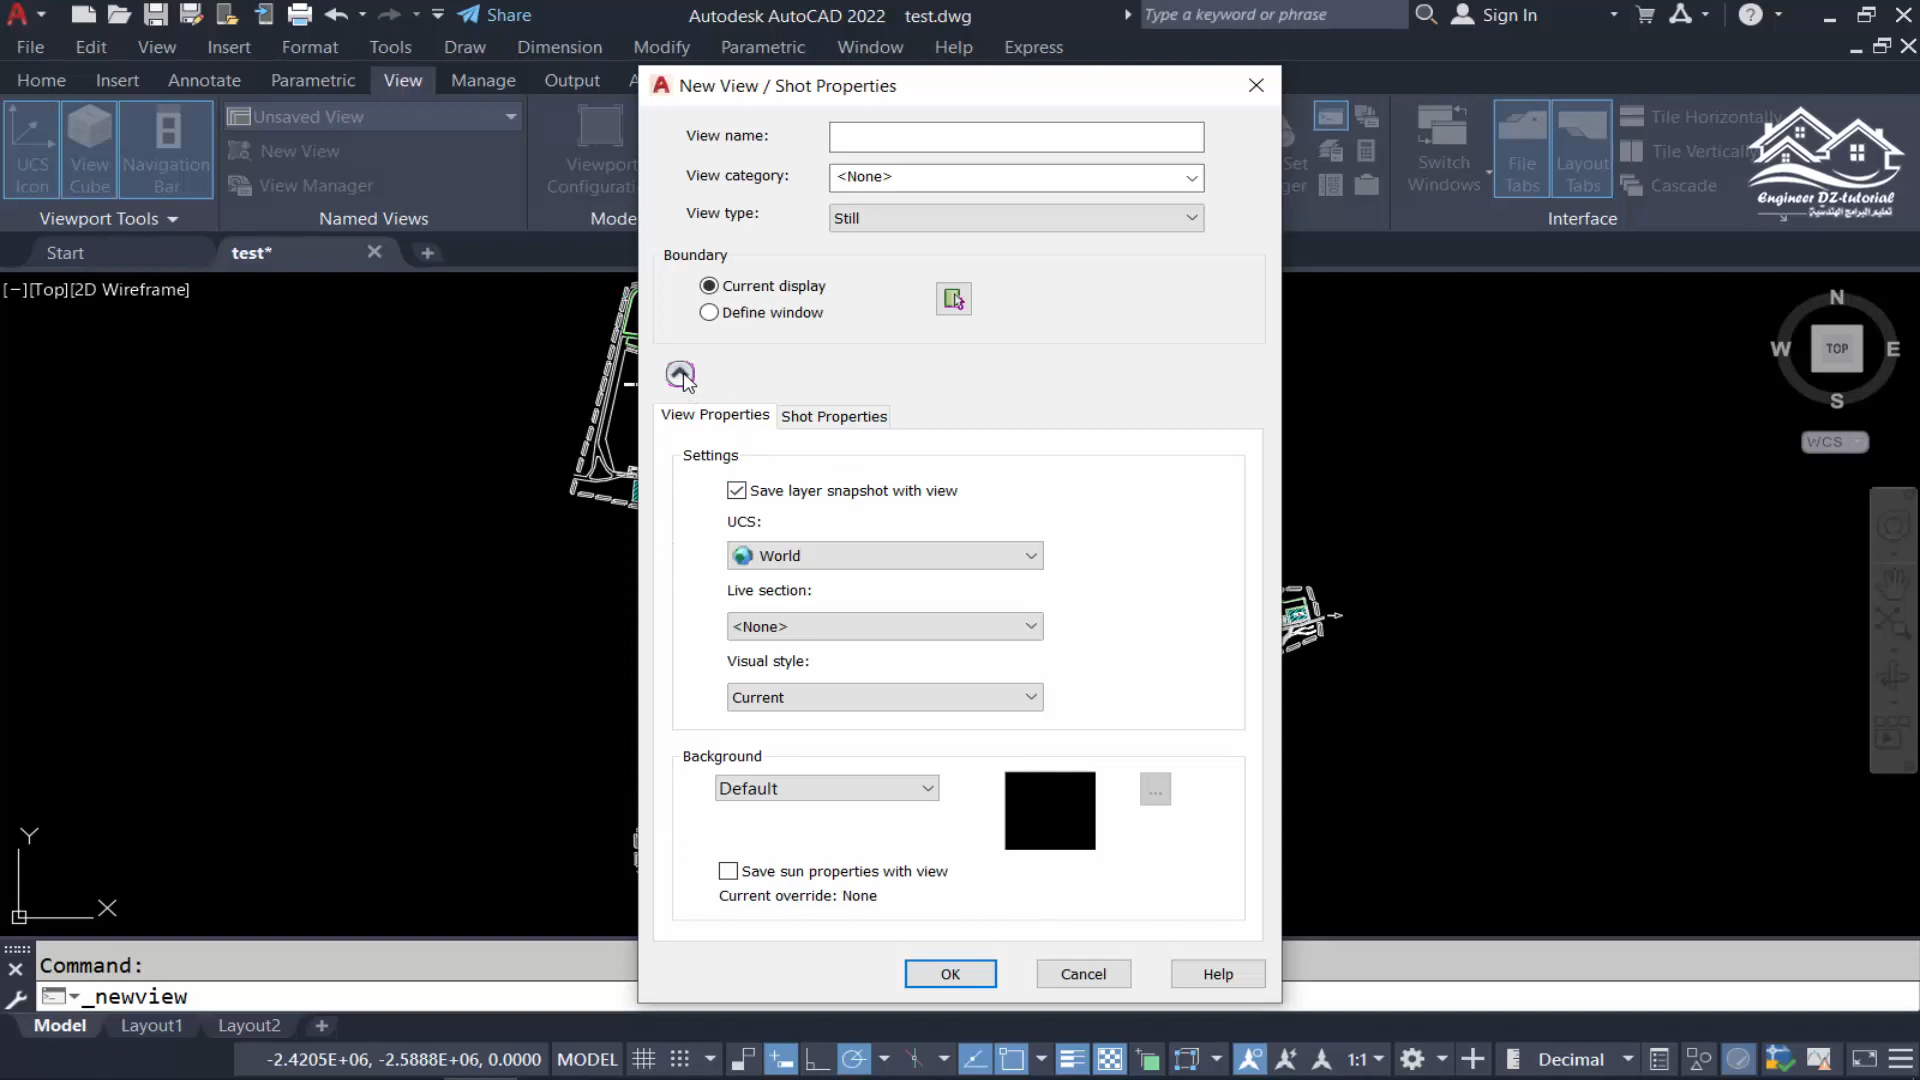 Share
Autodesk AutoCAD 2022 test.dwg
Type a keyword or phrase
Sign In
File Edit View Insert Format Tools Draw Dimension Modify Parametric Window Help Express
Home Insert Annotate Parametric View Manage Output
UCS Icon
View Cube
Navigation Bar
Unsaved View
New View
View Manager
Viewport
Switch Windows
File Tabs
Layout Tabs
Tile Horizontally
Cascade
Viewport Tools
Named Views
Interface
Engineer DZ-tutorial
تعليم البرامج الهندسية
Start
test*
[−][Top][2D Wireframe]
New View / Shot Properties
View name:
View category: <None>
View type: Still
Boundary
Current display
Define window
View Properties
Shot Properties
Settings
Save layer snapshot with view
UCS:
World
Live section:
<None>
Visual style:
Current
Background
Default
...
Save sun properties with view
Current override: None
OK
Cancel
Help
N
W
TOP
E
S
WCS
Y
X
Command:
_newview
Model
Layout1
Layout2
-2.4205E+06, -2.5888E+06, 0.0000
MODEL
1:1
Decimal